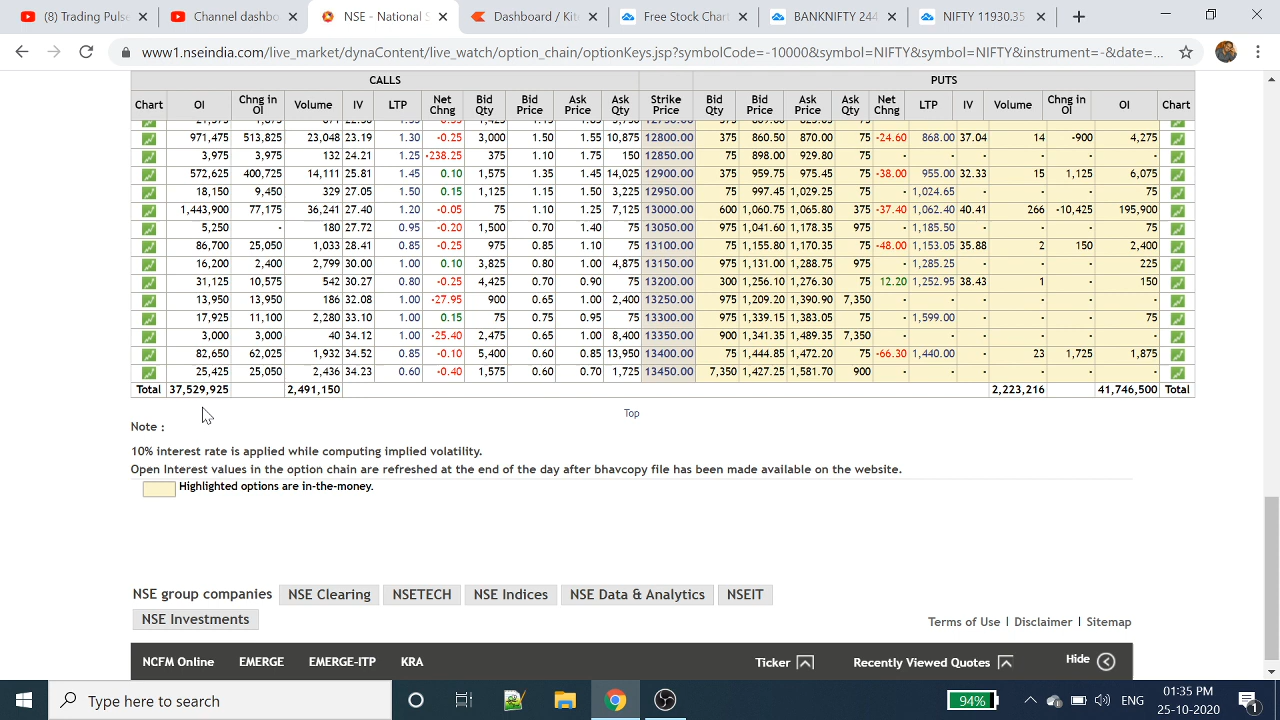 (8) Trading Pulse
Channel dashbo
NSE - National S
Dashboard / Kit
Free Stock Chart
BANKNIFTY 244
NIFTY 11930.35
www1.nseindia.com/live_market/dynaContent/live_watch/option_chain/optionKeys.jsp?symbolCode=-10000&symbol=NIFTY&symbol=NIFTY&instrument=-&date=...
CALLS PUTS
Chart OI Chng in OI Volume IV LTP Net Chng Bid Qty Bid Price Ask Price Ask Qty Strike Price Bid Qty Bid Price Ask Price Ask Qty Net Chng LTP IV Volume Chng in OI OI Chart
971,475 513,825 23,048 23.19 1.30 -0.25 3,000 1.50 1.55 10,875 12800.00 375 860.50 870.00 75 -24.60 868.00 37.04 14 -900 4,275
3,975 3,975 132 24.21 1.25 -238.25 375 1.10 1.75 150 12850.00 75 898.00 929.80 75 - - - - - -
572,625 400,725 14,111 25.81 1.45 0.10 1,575 1.35 1.45 14,025 12900.00 375 959.75 975.45 75 -38.00 955.00 32.33 15 1,125 6,075
18,150 9,450 329 27.05 1.50 0.15 1,125 1.15 1.50 3,225 12950.00 75 997.45 1,029.25 75 - 1,024.65 - - - 75
1,443,900 77,175 36,241 27.40 1.20 -0.05 75 1.10 1.25 7,125 13000.00 600 1,060.75 1,065.80 375 -37.40 1,062.40 40.41 266 -10,425 195,900
5,250 - 180 27.72 0.95 -0.20 1,500 0.70 1.40 75 13050.00 975 1,041.60 1,178.35 975 - 1,185.50 - - - 75
86,700 25,050 1,033 28.41 0.85 -0.25 975 0.85 1.10 75 13100.00 75 1,155.80 1,170.35 75 -48.00 1,153.05 35.88 2 150 2,400
16,200 2,400 2,799 30.00 1.00 0.10 3,825 0.80 1.00 4,875 13150.00 975 1,131.00 1,288.75 975 - 1,285.25 - - - 225
31,125 10,575 542 30.27 0.80 -0.25 4,425 0.70 0.90 75 13200.00 300 1,256.10 1,276.30 75 12.20 1,252.95 38.43 1 - 150
13,950 13,950 186 32.08 1.00 -27.95 900 0.65 1.00 2,400 13250.00 975 1,209.20 1,390.90 7,350 - - - - - -
17,925 11,100 2,280 33.10 1.00 0.15 75 0.75 0.95 75 13300.00 975 1,339.15 1,383.05 75 - 1,599.00 - - - 75
3,000 3,000 40 34.12 1.00 -25.40 2,475 0.65 1.00 8,400 13350.00 900 1,341.35 1,489.35 7,350 - - - - - -
82,650 62,025 1,932 34.52 0.85 -0.10 5,400 0.60 0.85 13,950 13400.00 75 1,444.85 1,472.20 75 -66.30 1,440.00 - 23 1,725 1,875
25,425 25,050 2,436 34.23 0.60 -0.40 1,575 0.60 0.70 1,725 13450.00 7,350 1,427.25 1,581.70 900 - - - - - -
Total 37,529,925 2,491,150 2,223,216 41,746,500 Total
Top
Note :
10% interest rate is applied while computing implied volatility.
Open Interest values in the option chain are refreshed at the end of the day after bhavcopy file has been made available on the website.
Highlighted options are in-the-money.
NSE group companies NSE Clearing NSETECH NSE Indices NSE Data & Analytics NSEIT
NSE Investments
Terms of Use | Disclaimer | Sitemap
NCFM Online EMERGE EMERGE-ITP KRA Ticker Recently Viewed Quotes Hide
Type here to search
94%
ENG
01:35 PM
25-10-2020